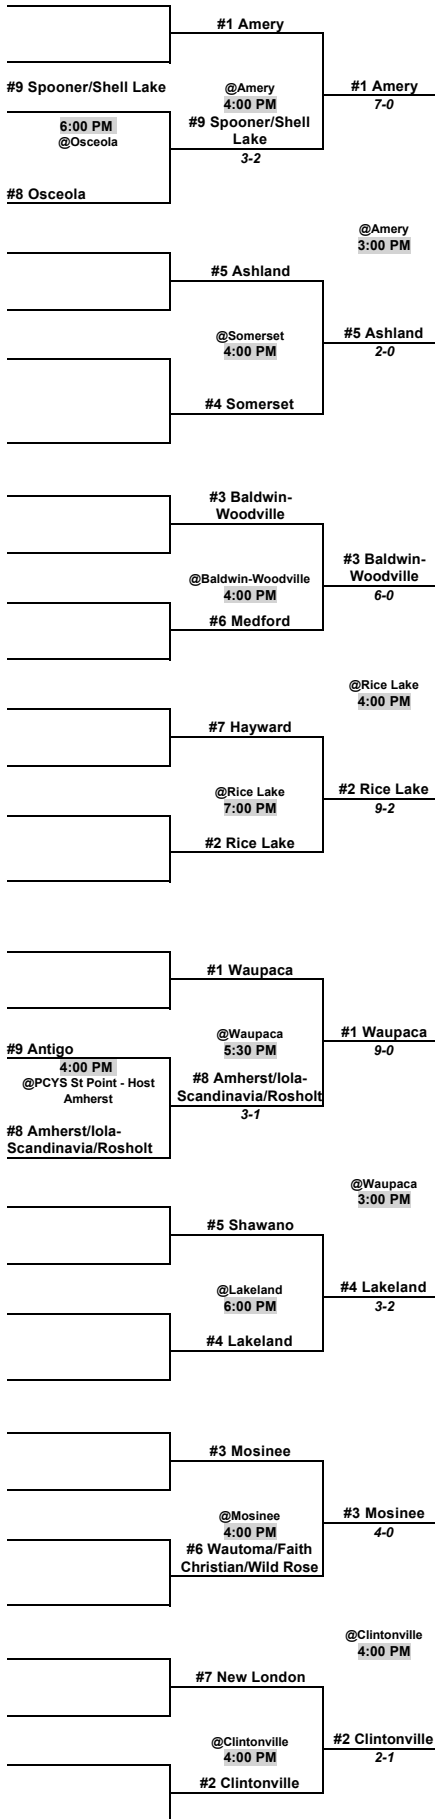 #1 Amery
#9 Spooner/Shell Lake
@Amery
4:00 PM
#1 Amery
7-0
6:00 PM
@Osceola
#9 Spooner/Shell
Lake
3-2
#8 Osceola
@Amery
3:00 PM
#5 Ashland
@Somerset
4:00 PM
#5 Ashland
2-0
#4 Somerset
#3 Baldwin-
Woodville
@Baldwin-Woodville
4:00 PM
#3 Baldwin-
Woodville
6-0
#6 Medford
@Rice Lake
4:00 PM
#7 Hayward
@Rice Lake
7:00 PM
#2 Rice Lake
9-2
#2 Rice Lake
#1 Waupaca
@Waupaca
5:30 PM
#1 Waupaca
9-0
#9 Antigo
4:00 PM
@PCYS St Point - Host
Amherst
#8 Amherst/Iola-
Scandinavia/Rosholt
3-1
#8 Amherst/Iola-
Scandinavia/Rosholt
@Waupaca
3:00 PM
#5 Shawano
@Lakeland
6:00 PM
#4 Lakeland
3-2
#4 Lakeland
#3 Mosinee
@Mosinee
4:00 PM
#3 Mosinee
4-0
#6 Wautoma/Faith
Christian/Wild Rose
@Clintonville
4:00 PM
#7 New London
@Clintonville
4:00 PM
#2 Clintonville
2-1
#2 Clintonville